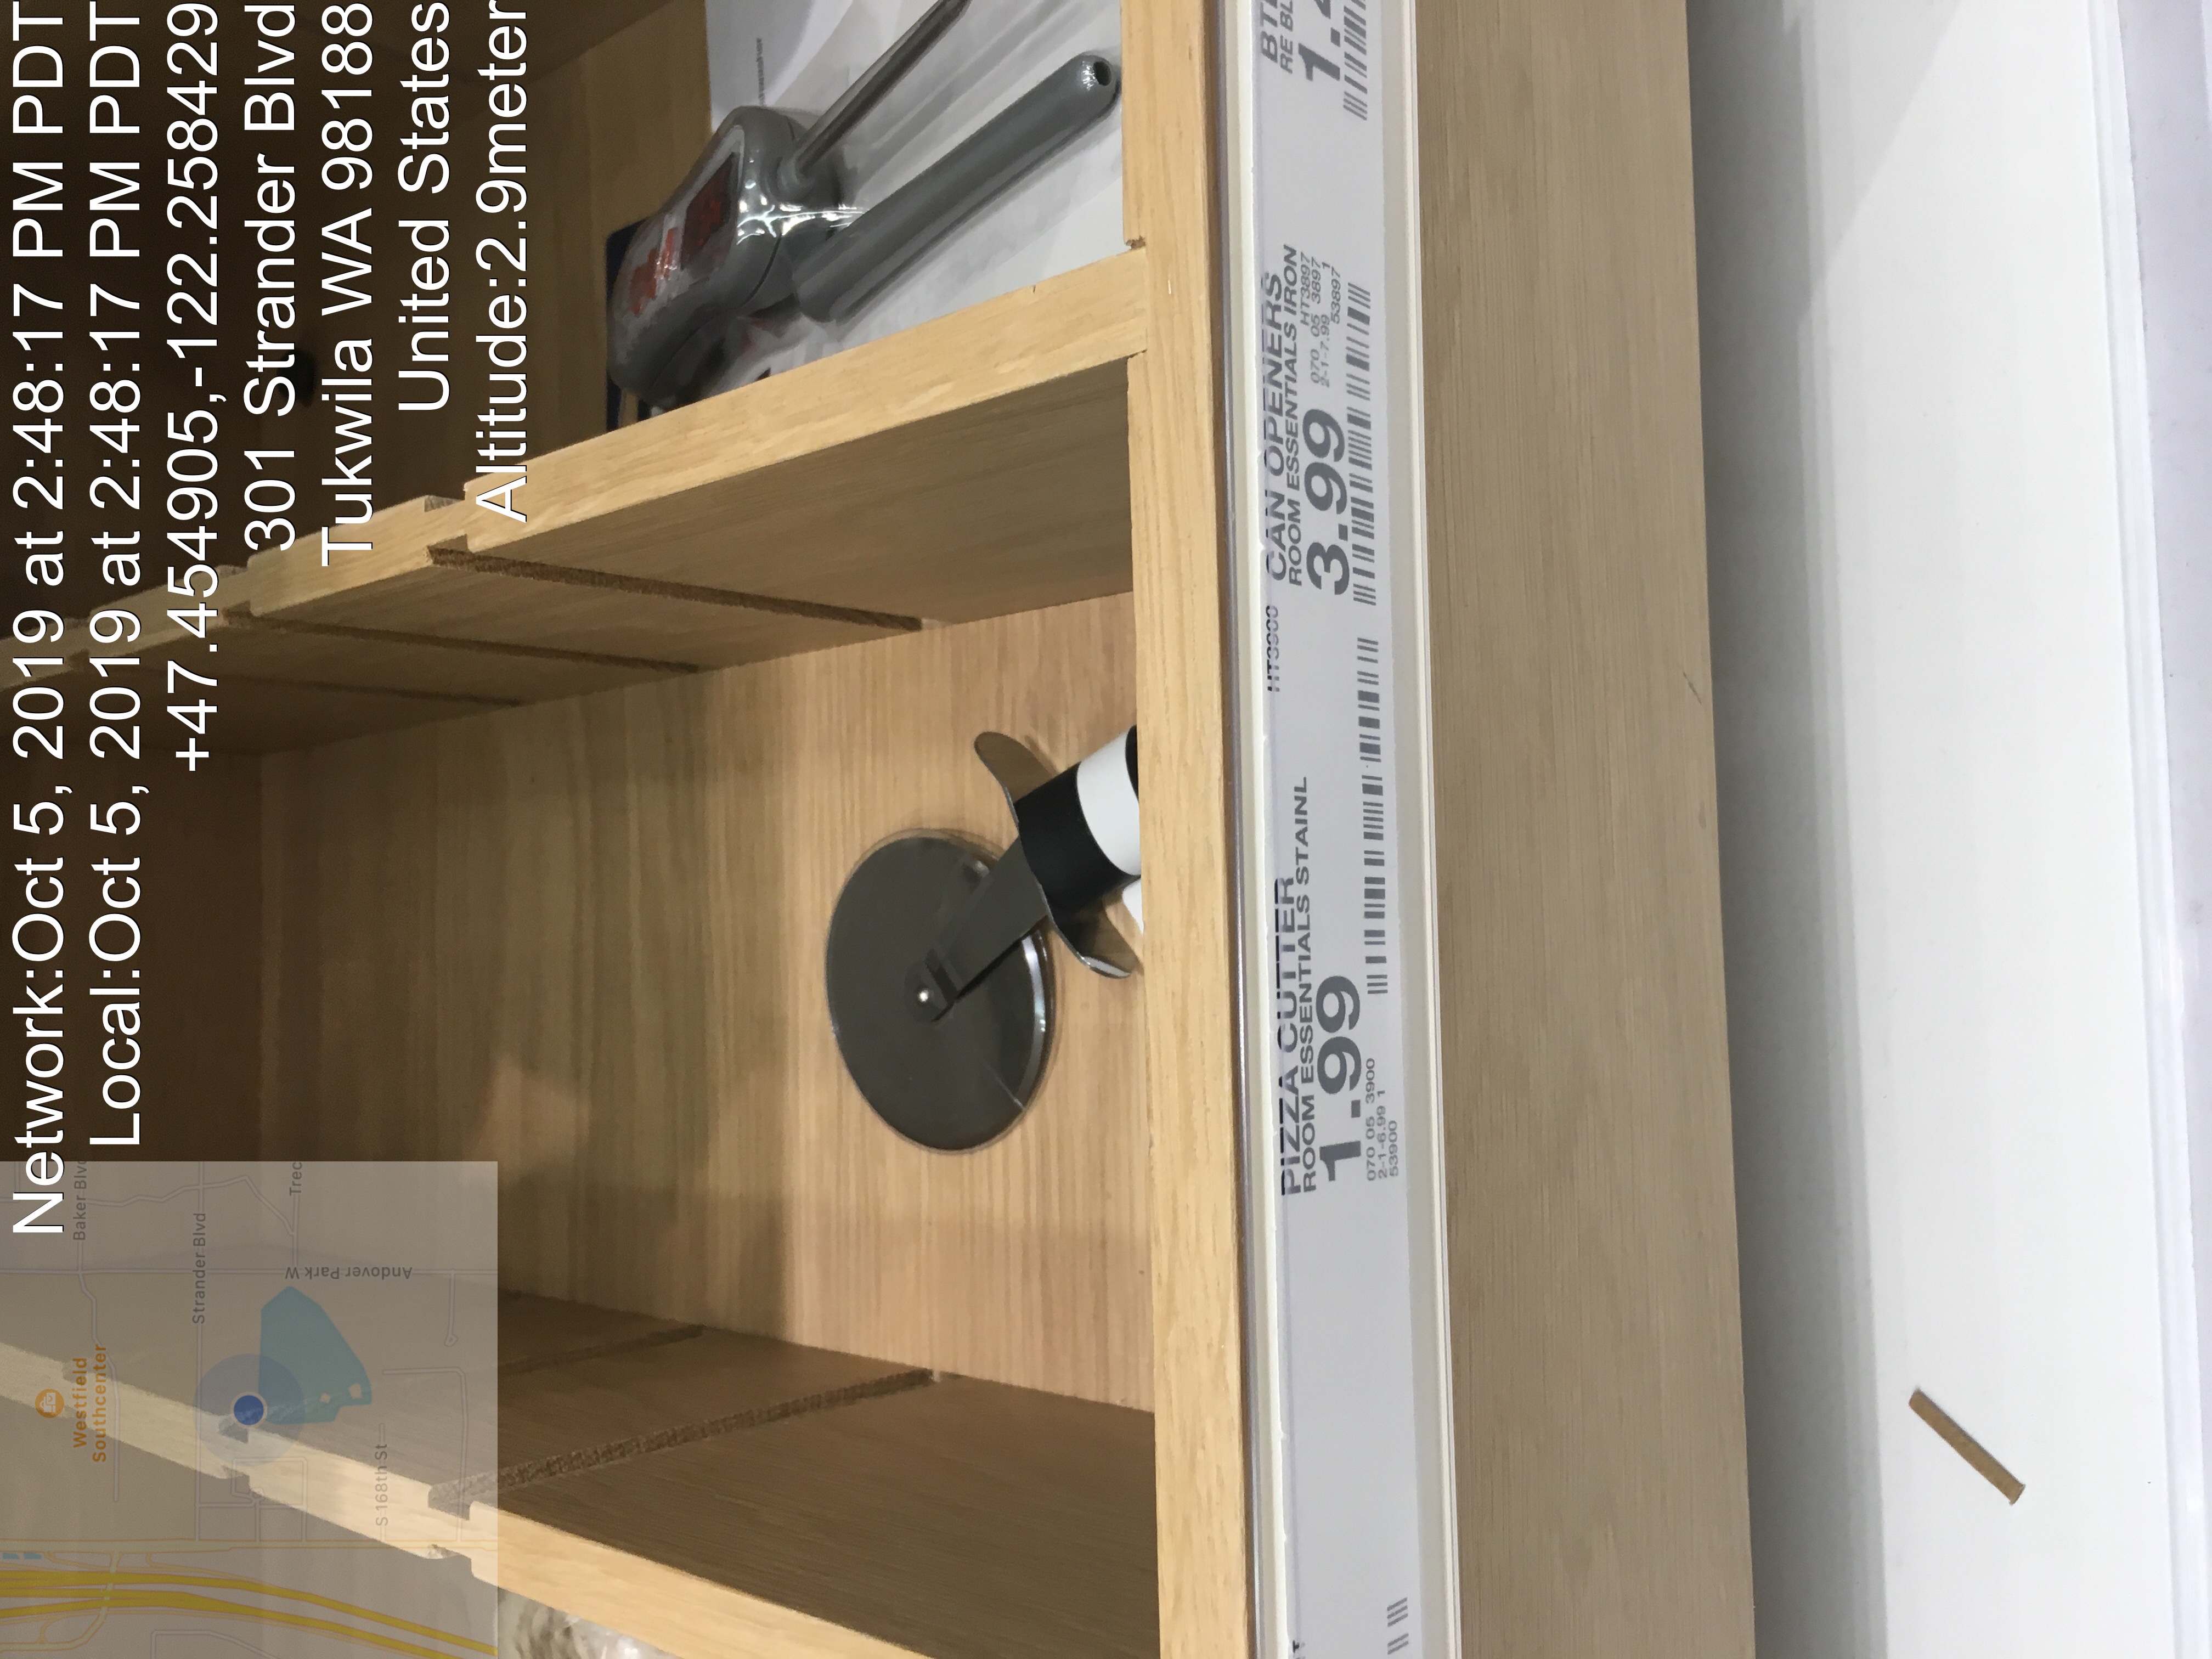 Network:Oct 5, 2019 at 2:48:17 PM PDT
Local:Oct 5, 2019 at 2:48:17 PM PDT
+47.454905,-122.258429
301 Strander Blvd
Tukwila WA 98188
United States
Altitude:2.9meter
Westfield
Southcenter
Baker Blvd
Strander Blvd
Trec
Andover Park W
S 168th St
PIZZA CUTTER
HT3900
ROOM ESSENTIALS STAINL
1.99
070 05 3900
2-1-6.99 1
53900
CAN OPENERS
ROOM ESSENTIALS IRON
3.99
HT3897
070 05 3897
2-1-7.99 1
53897
RE BL